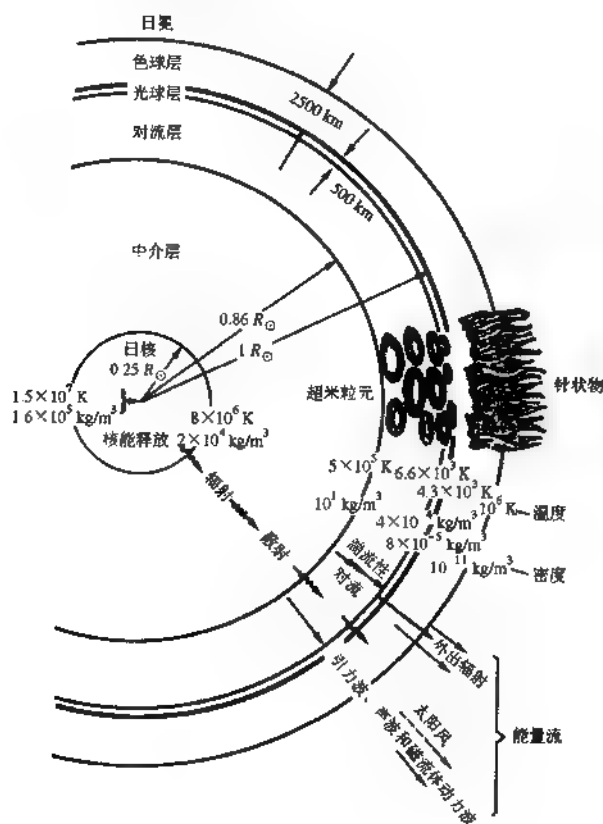 日冕
色球层
光球层
对流层
2500 km
500 km
中介层
0.86 R⊙
1 R⊙
日核
0.25 R⊙
1.5×10⁷ K
1.6×10⁵ kg/m³
8×10⁶ K
核能释放 2×10⁴ kg/m³
超米粒元
针状物
5×10⁵ K
6.6×10³ K
4.3×10³ K
10⁶ K
温度
10¹ kg/m³
8×10⁻⁵ kg/m³
10⁻¹¹ kg/m³
密度
辐射
散射
湍流性
对流
外出辐射
太阳风
引力波、声波和磁流体动力波
能量流